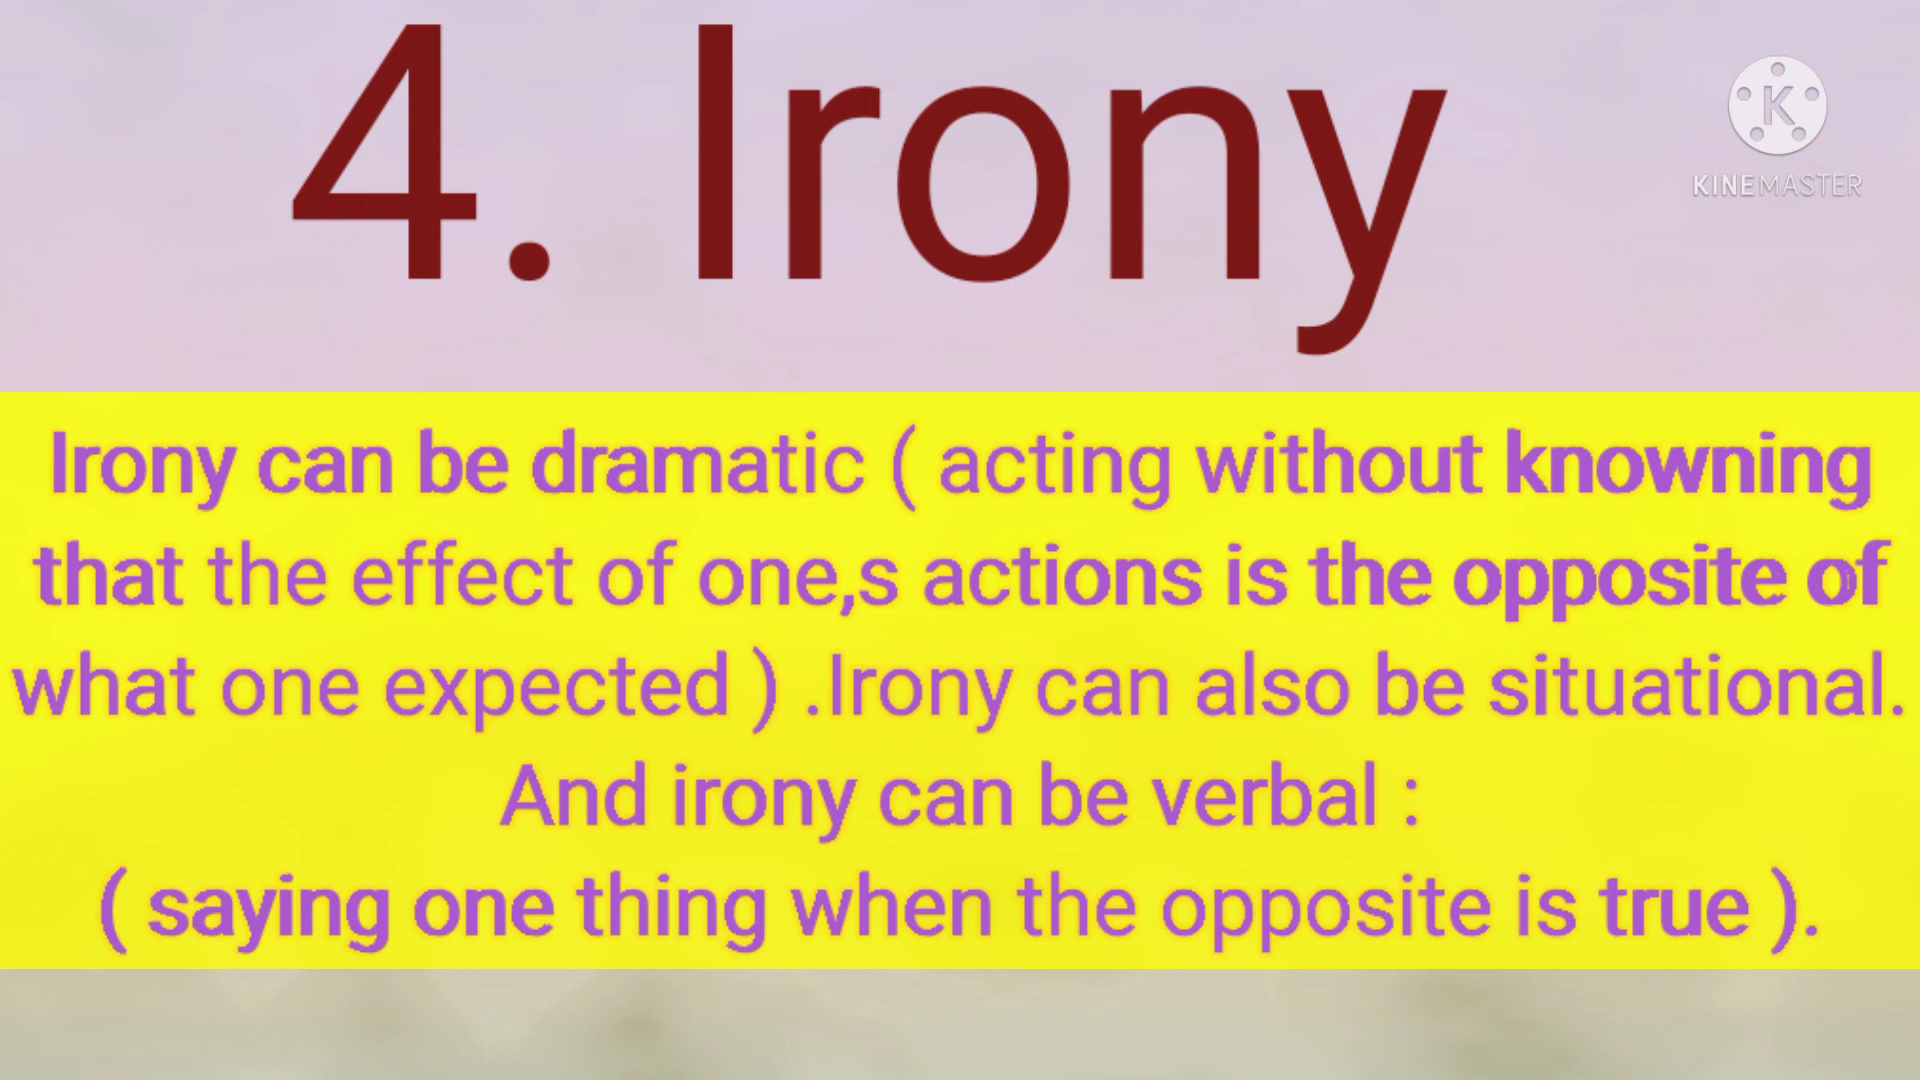 4. Irony
K
KINEMASTER
Irony can be dramatic ( acting without knowning
that the effect of one,s actions is the opposite of
what one expected ) .Irony can also be situational.
And irony can be verbal :
( saying one thing when the opposite is true ).